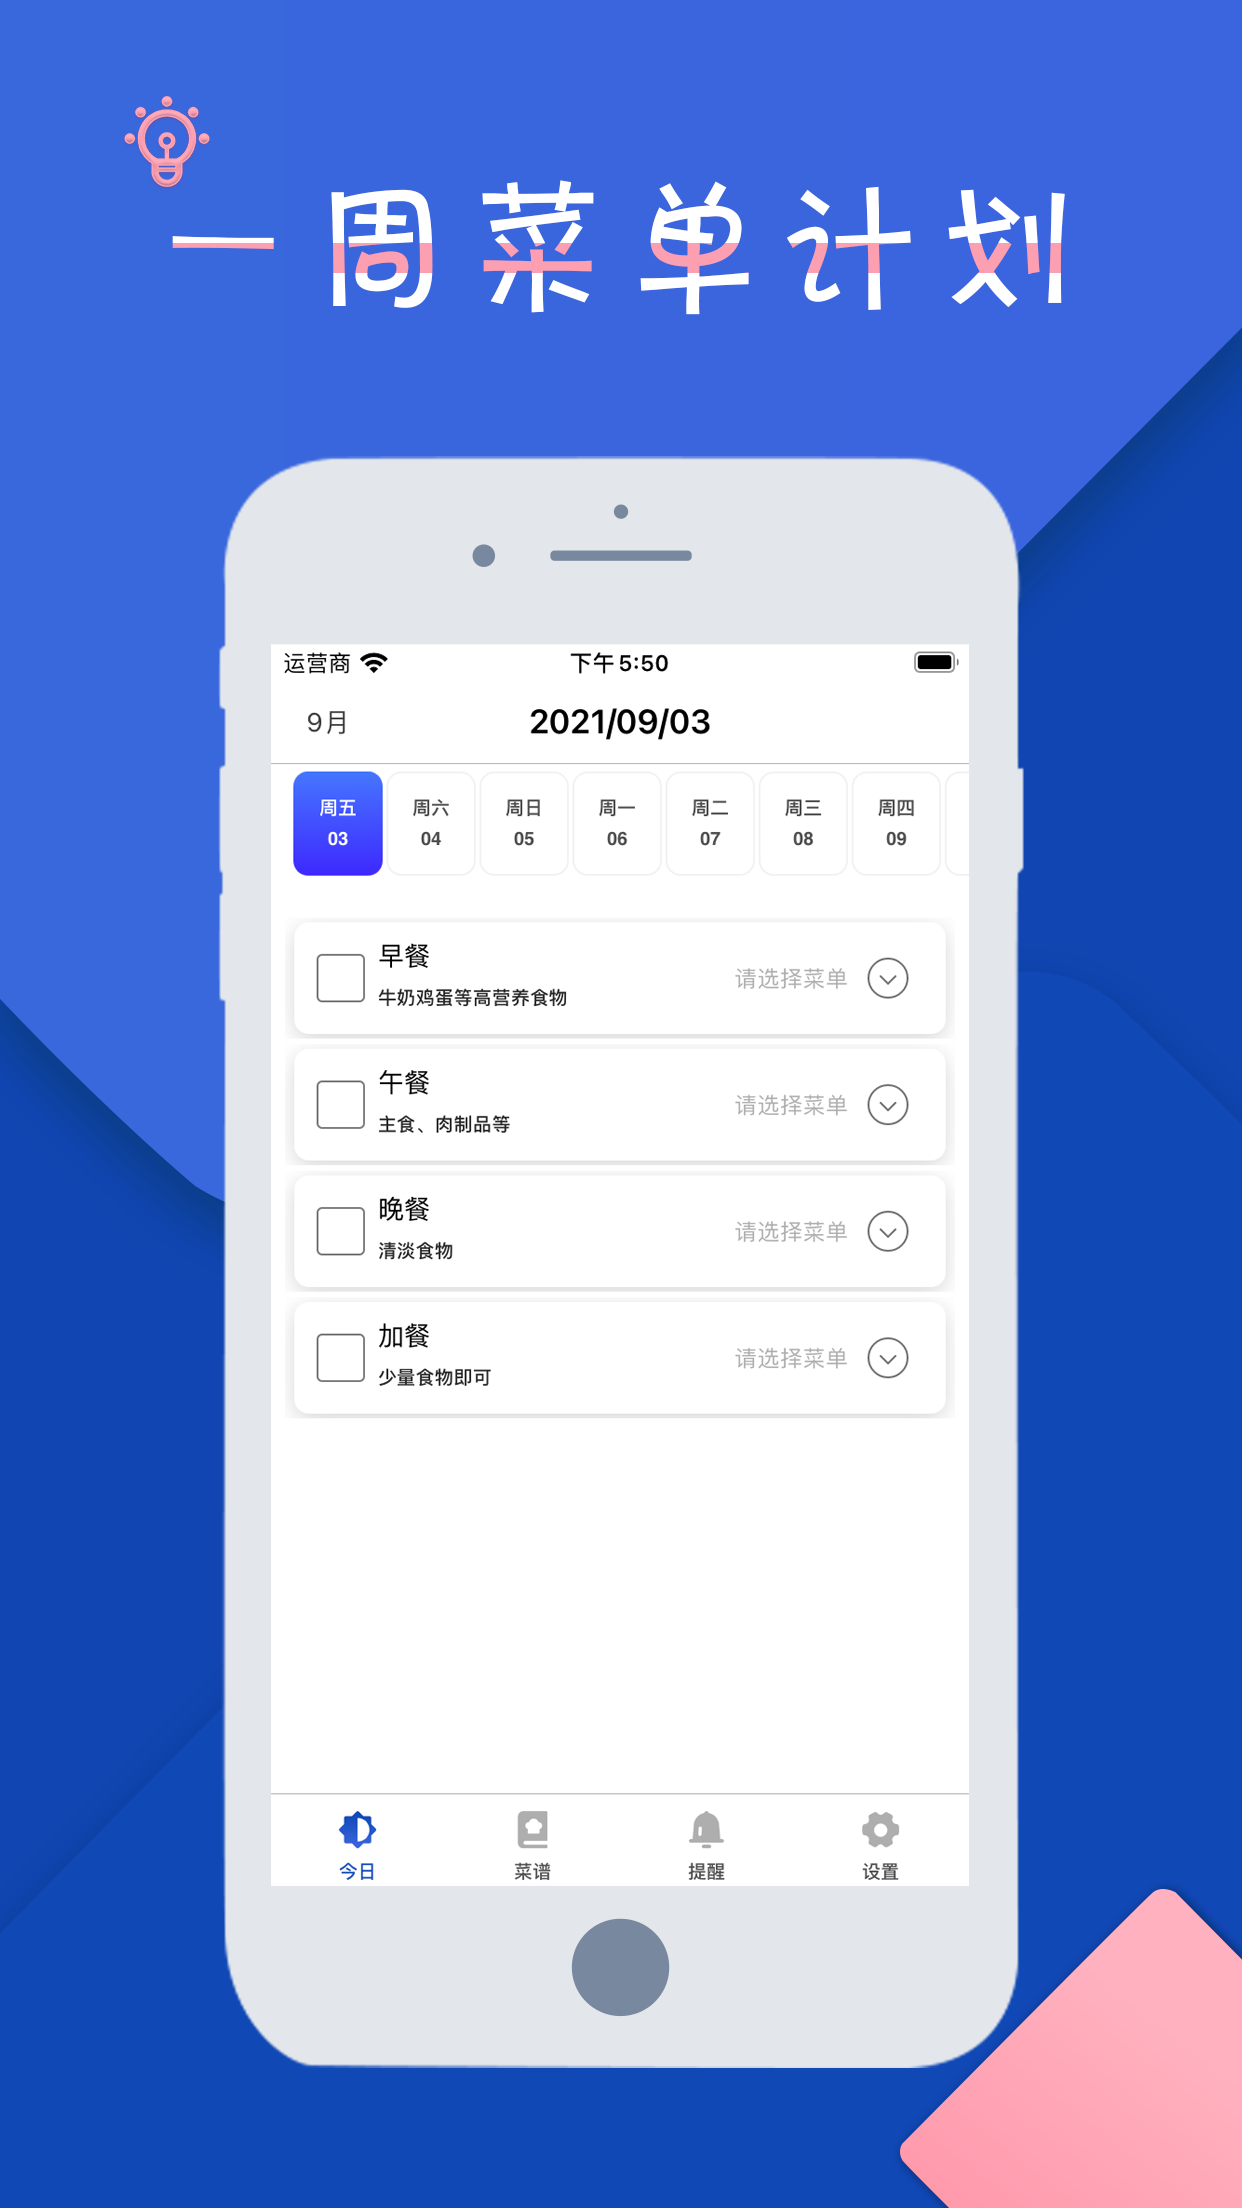 一周菜单计划
运营商 下午5:50
9月 2021/09/03
周五 周六 周日 周一 周二 周三 周四
03 04 05 06 07 08 09
早餐
请选择菜单
牛奶鸡蛋等高营养食物
午餐
请选择菜单
主食、肉制品等
晚餐
请选择菜单
清淡食物
加餐
请选择菜单
少量食物即可
今日 菜谱 提醒 设置